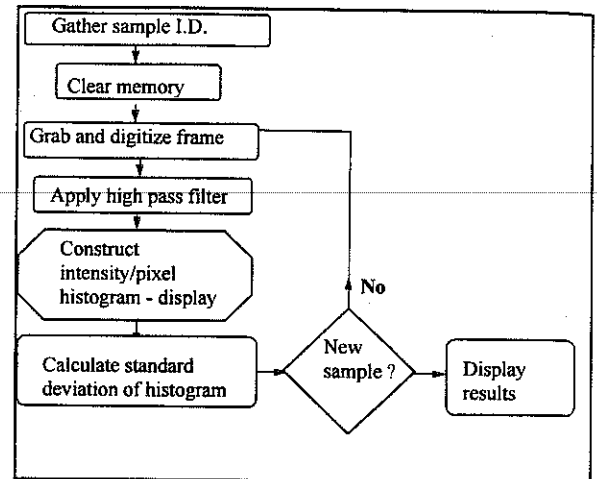 Gather sample I.D.
Clear memory
Grab and digitize frame
Apply high pass filter
Construct
intensity/pixel
histogram - display
Calculate standard
deviation of histogram
No
New
sample ?
Display
results